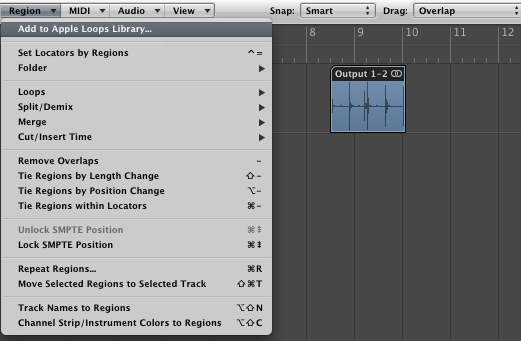 Region MIDI Audio View Snap: Smart Drag: Overlap
8 9 10 11 12
Add to Apple Loops Library...
Set Locators by Regions ^=
Folder
Loops
Split/Demix
Merge
Cut/Insert Time
Remove Overlaps -
Tie Regions by Length Change ⇧-
Tie Regions by Position Change ⌥-
Tie Regions within Locators ⌘-
Unlock SMPTE Position ⌘⇟
Lock SMPTE Position ⌘⇟
Repeat Regions... ⌘R
Move Selected Regions to Selected Track ⇧⌘T
Track Names to Regions ⌥⇧N
Channel Strip/Instrument Colors to Regions ⌥⇧C
Output 1-2